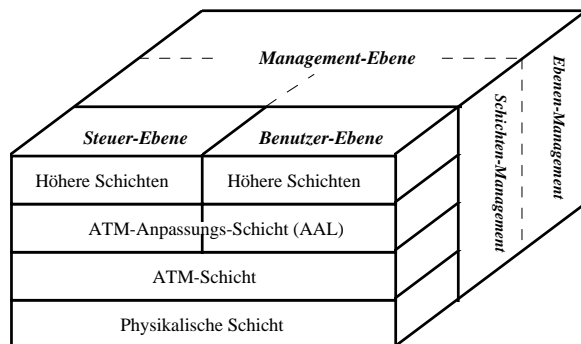 Management-Ebene
Ebenen-Management
Schichten-Management
Steuer-Ebene
Benutzer-Ebene
Höhere Schichten
Höhere Schichten
ATM-Anpassungs-Schicht (AAL)
ATM-Schicht
Physikalische Schicht